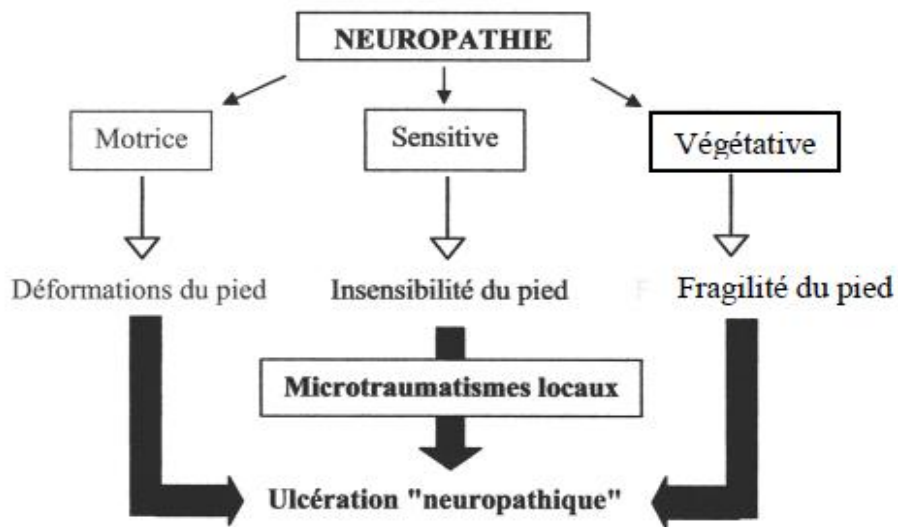 NEUROPATHIE
Motrice
Sensitive
Végétative
Déformations du pied
Insensibilité du pied
Fragilité du pied
Microtraumatismes locaux
Ulcération "neuropathique"